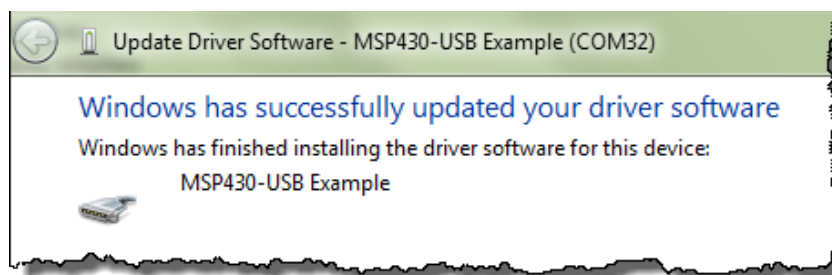 Update Driver Software - MSP430-USB Example (COM32)
Windows has successfully updated your driver software
Windows has finished installing the driver software for this device:
MSP430-USB Example